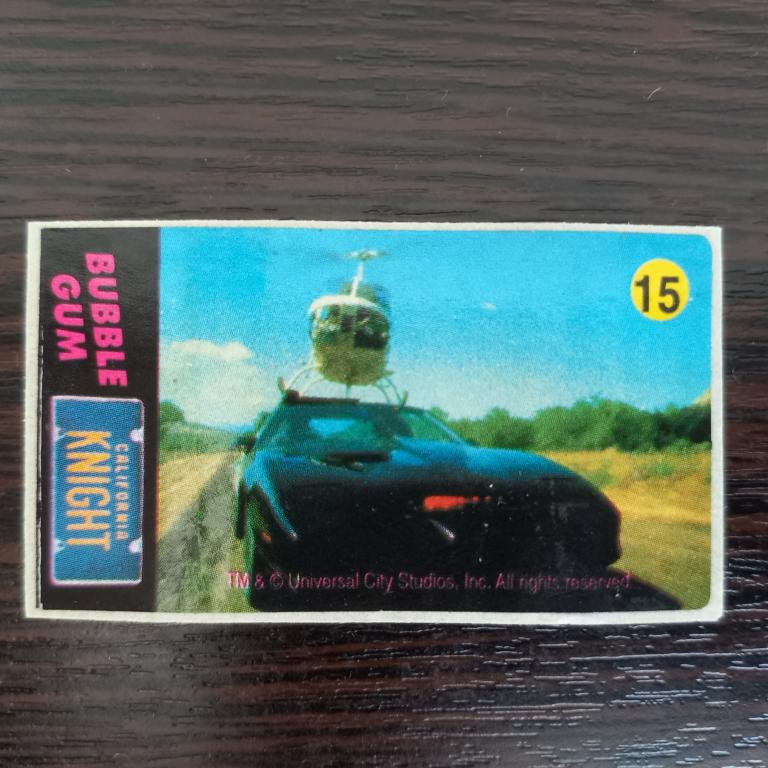 BUBBLE
GUM
CALIFORNIA
KNIGHT
15
TM & © Universal City Studios, Inc. All rights reserved